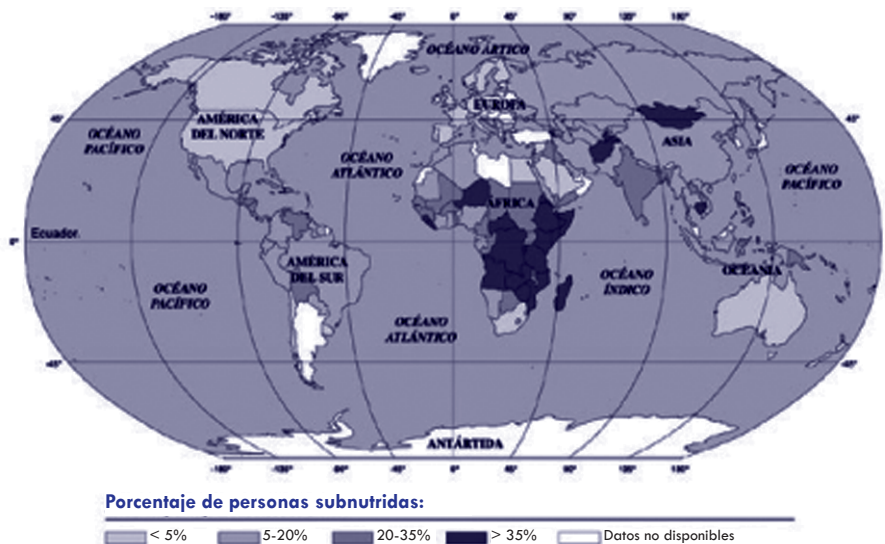 -180° -135° -90° -45° 0° 45° 90° 135° 180°
OCÉANO ÁRTICO
EUROPA
45° 45°
AMÉRICA
DEL NORTE
ASIA
OCÉANO
PACÍFICO
OCÉANO
ATLÁNTICO
OCÉANO
PACÍFICO
ÁFRICA
0° Ecuador
AMÉRICA
DEL SUR
OCEANÍA
OCÉANO
PACÍFICO
OCÉANO
ÍNDICO
OCÉANO
ATLÁNTICO
-45° -45°
ANTÁRTIDA
-180° -135° -90° -45° 0° 45° 90° 135° 180°
Porcentaje de personas subnutridas:
< 5% 5-20% 20-35% > 35% Datos no disponibles